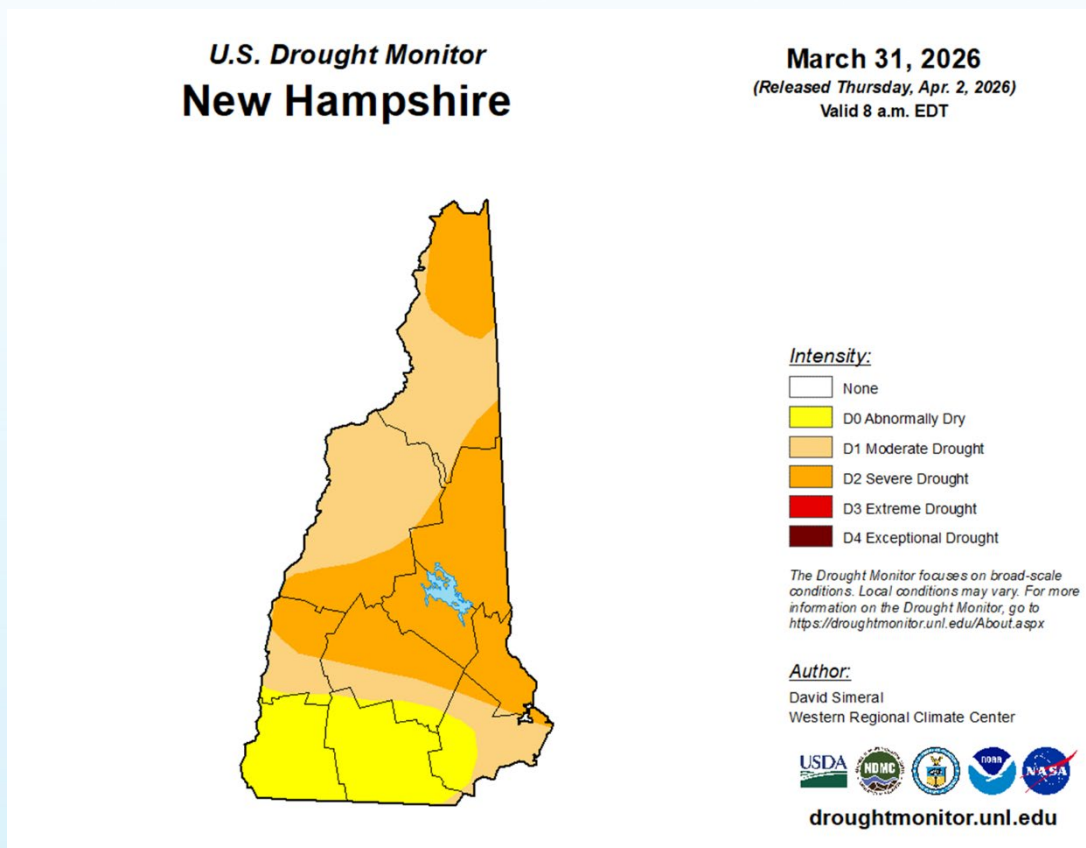 U.S. Drought Monitor
New Hampshire
March 31, 2026
(Released Thursday, Apr. 2, 2026)
Valid 8 a.m. EDT
Intensity:
None
D0 Abnormally Dry
D1 Moderate Drought
D2 Severe Drought
D3 Extreme Drought
D4 Exceptional Drought
The Drought Monitor focuses on broad-scale
conditions. Local conditions may vary. For more
information on the Drought Monitor, go to
https://droughtmonitor.unl.edu/About.aspx
Author:
David Simeral
Western Regional Climate Center
USDA
NDMC
NOAA
NASA
droughtmonitor.unl.edu